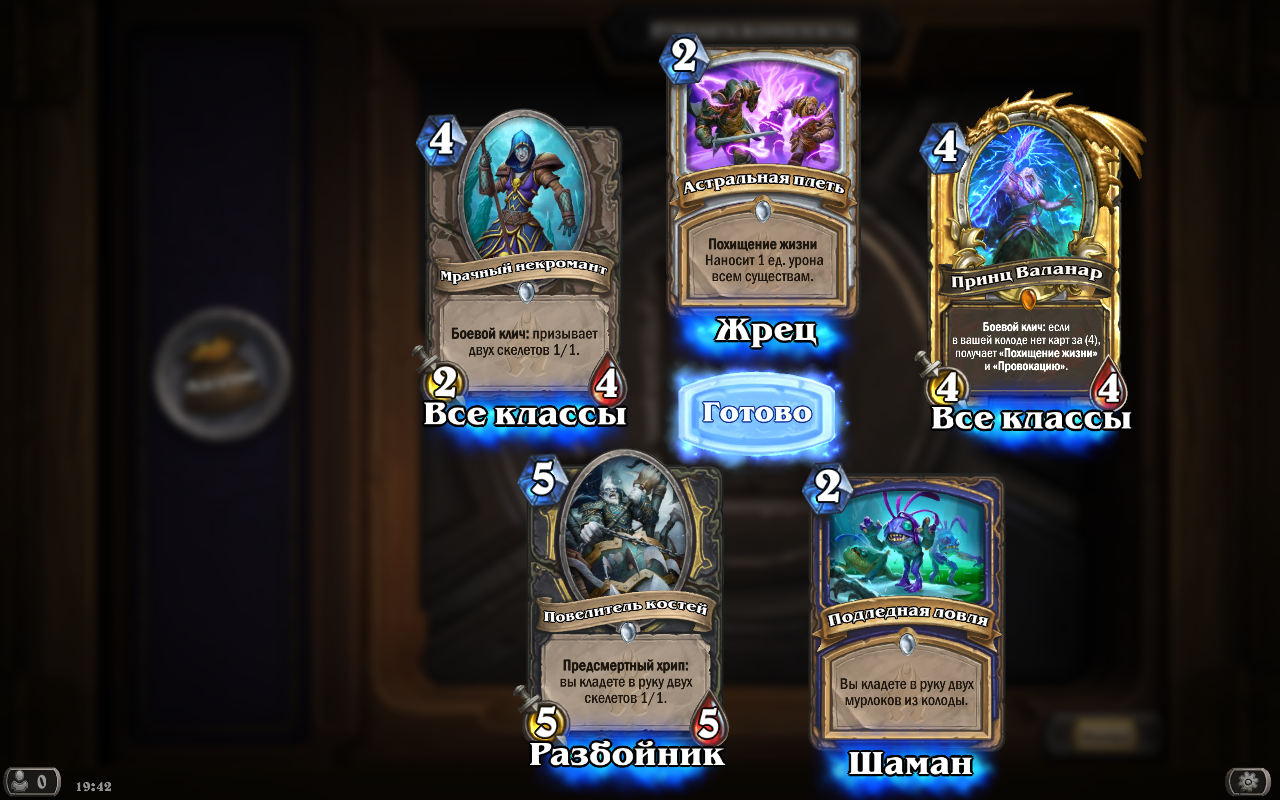 2
Астральная плеть
Похищение жизни
Наносит 1 ед. урона
всем существам.
Жрец
4
Мрачный некромант
Боевой клич: призывает
двух скелетов 1/1.
2
4
Все классы
4
Принц Валанар
Боевой клич: если
в вашей колоде нет карт за (4),
получает «Похищение жизни»
и «Провокацию».
4
4
Все классы
Готово
5
Повелитель костей
Предсмертный хрип:
вы кладете в руку двух
скелетов 1/1.
5
5
Разбойник
2
Подледная ловля
Вы кладете в руку двух
мурлоков из колоды.
Шаман
0
19:42